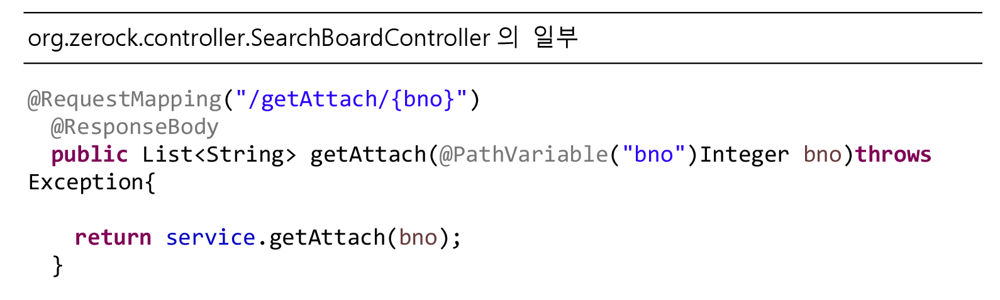 org.zerock.controller.SearchBoardController 의 일부
@RequestMapping("/getAttach/{bno}")
@ResponseBody
public List<String> getAttach(@PathVariable("bno")Integer bno)throws
Exception{
return service.getAttach(bno);
}